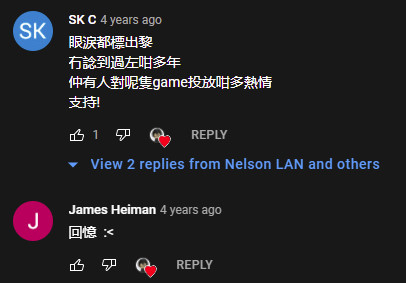 SK
SK C 4 years ago
眼淚都標出黎
冇諗到過左咁多年
仲有人對呢隻game投放咁多熱情
支持!
1 REPLY
View 2 replies from Nelson LAN and others
J
James Heiman 4 years ago
回憶 :<
REPLY